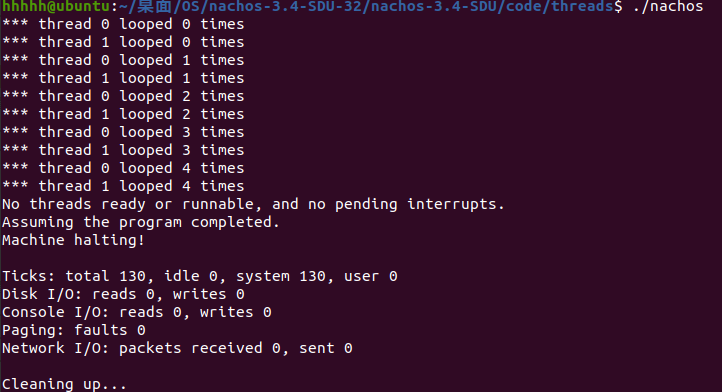 hhhhh@ubuntu:~/桌面/OS/nachos-3.4-SDU-32/nachos-3.4-SDU/code/threads$ ./nachos
*** thread 0 looped 0 times
*** thread 1 looped 0 times
*** thread 0 looped 1 times
*** thread 1 looped 1 times
*** thread 0 looped 2 times
*** thread 1 looped 2 times
*** thread 0 looped 3 times
*** thread 1 looped 3 times
*** thread 0 looped 4 times
*** thread 1 looped 4 times
No threads ready or runnable, and no pending interrupts.
Assuming the program completed.
Machine halting!
Ticks: total 130, idle 0, system 130, user 0
Disk I/O: reads 0, writes 0
Console I/O: reads 0, writes 0
Paging: faults 0
Network I/O: packets received 0, sent 0
Cleaning up...